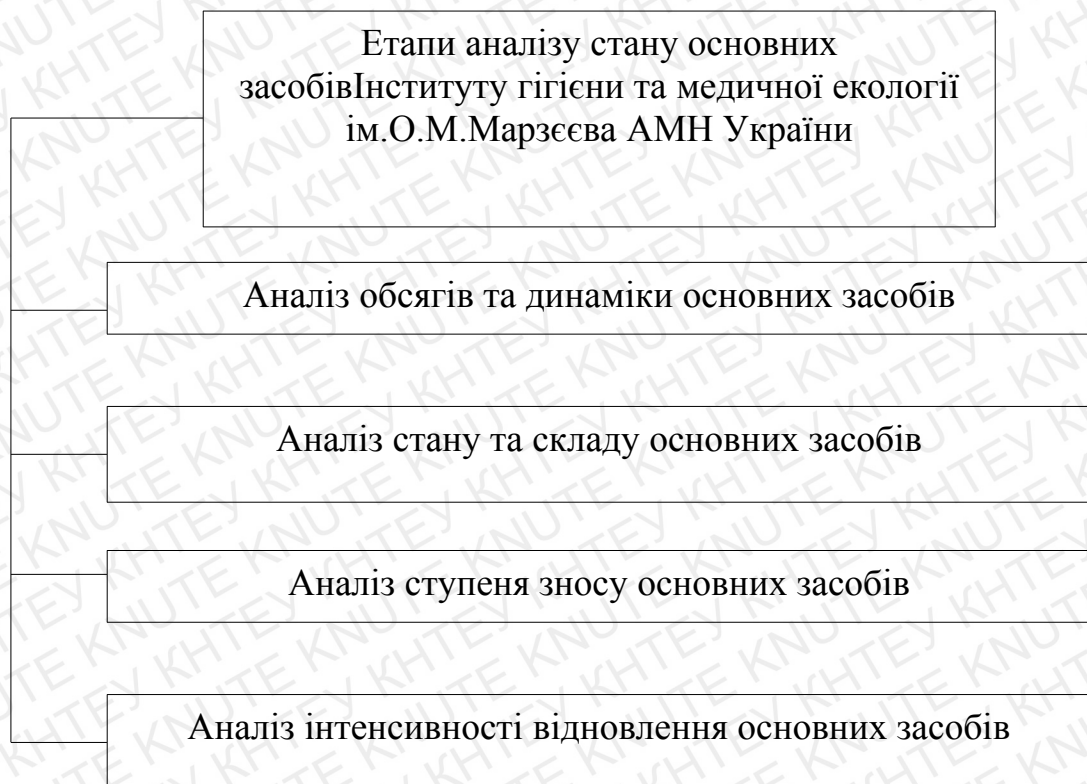 Етапи аналізу стану основних
засобівІнституту гігієни та медичної екології
ім.О.М.Марзєєва АМН України
Аналіз обсягів та динаміки основних засобів
Аналіз стану та складу основних засобів
Аналіз ступеня зносу основних засобів
Аналіз інтенсивності відновлення основних засобів